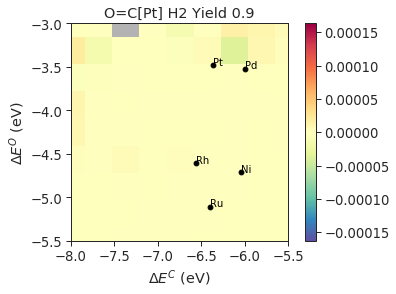 O=C[Pt] H2 Yield 0.9
−3.0
−3.5
−4.0
−4.5
−5.0
−5.5
ΔE^O (eV)
Pt
Pd
Rh
Ni
Ru
−8.0 −7.5 −7.0 −6.5 −6.0 −5.5
ΔE^C (eV)
0.00015
0.00010
0.00005
0.00000
−0.00005
−0.00010
−0.00015